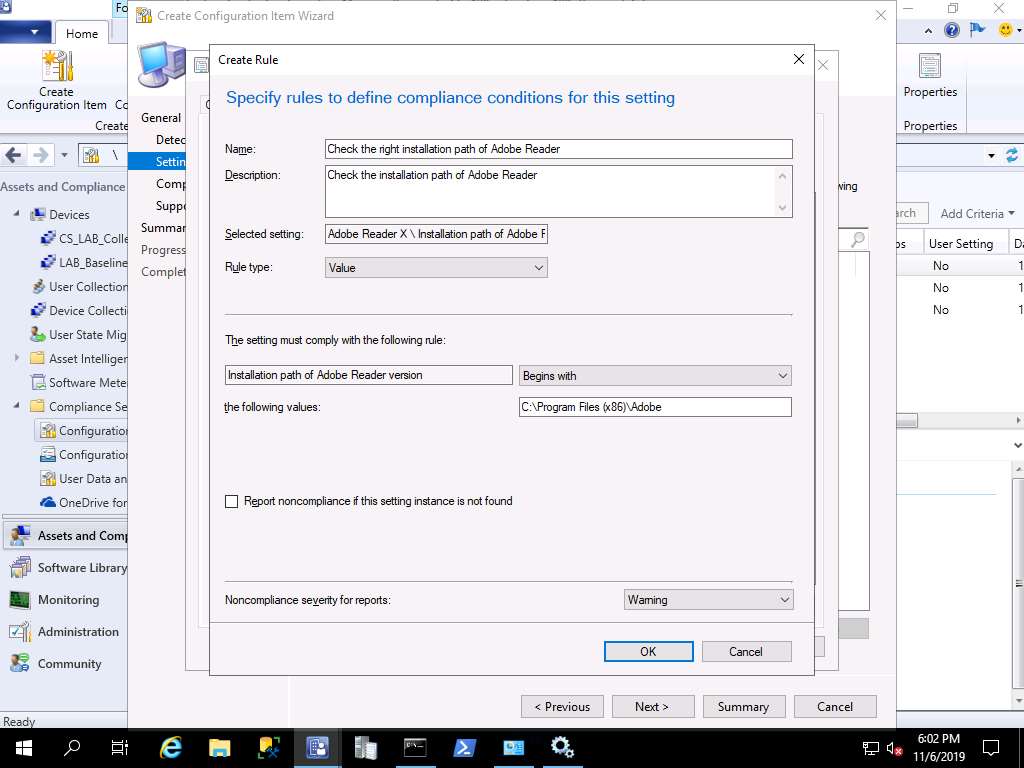 Fo
Create Configuration Item Wizard
Home
Create Rule
Create
Configuration Item
Co
Create
Properties
Properties
Specify rules to define compliance conditions for this setting
General
Detec
Settin
Comp
Suppo
Summar
Progress
Complet
Name:
Check the right installation path of Adobe Reader
Description:
Check the installation path of Adobe Reader
Selected setting:
Adobe Reader X \ Installation path of Adobe F
Rule type:
Value
The setting must comply with the following rule:
Installation path of Adobe Reader version
Begins with
the following values:
C:\Program Files (x86)\Adobe
Report noncompliance if this setting instance is not found
Noncompliance severity for reports:
Warning
OK
Cancel
< Previous
Next >
Summary
Cancel
\
Assets and Compliance
Devices
CS_LAB_Colle
LAB_Baseline
User Collection
Device Collecti
User State Mig
Asset Intelliger
Software Mete
Compliance Se
Configuratio
Configuratio
User Data an
OneDrive for
Assets and Comp
Software Library
Monitoring
Administration
Community
Ready
wing
arch
Add Criteria
os
User Setting
Da
No
1
No
1
No
1
6:02 PM
11/6/2019